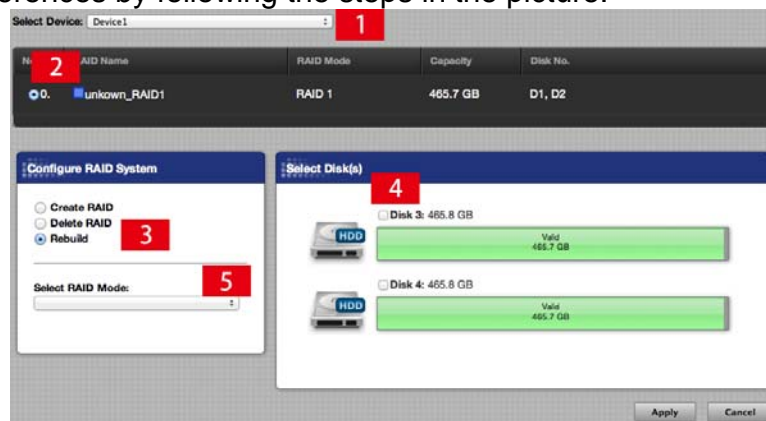 erences by following the steps in the picture.
Select Device: Device1 1
2 AID Name RAID Mode Capacity Disk No.
0. unkown_RAID1 RAID 1 465.7 GB D1, D2
Configure RAID System
Select Disk(s)
4
Create RAID
Delete RAID
Rebuild 3
Disk 3: 465.8 GB
HDD
Valid
465.7 GB
Select RAID Mode: 5
Disk 4: 465.8 GB
HDD
Valid
465.7 GB
Apply Cancel